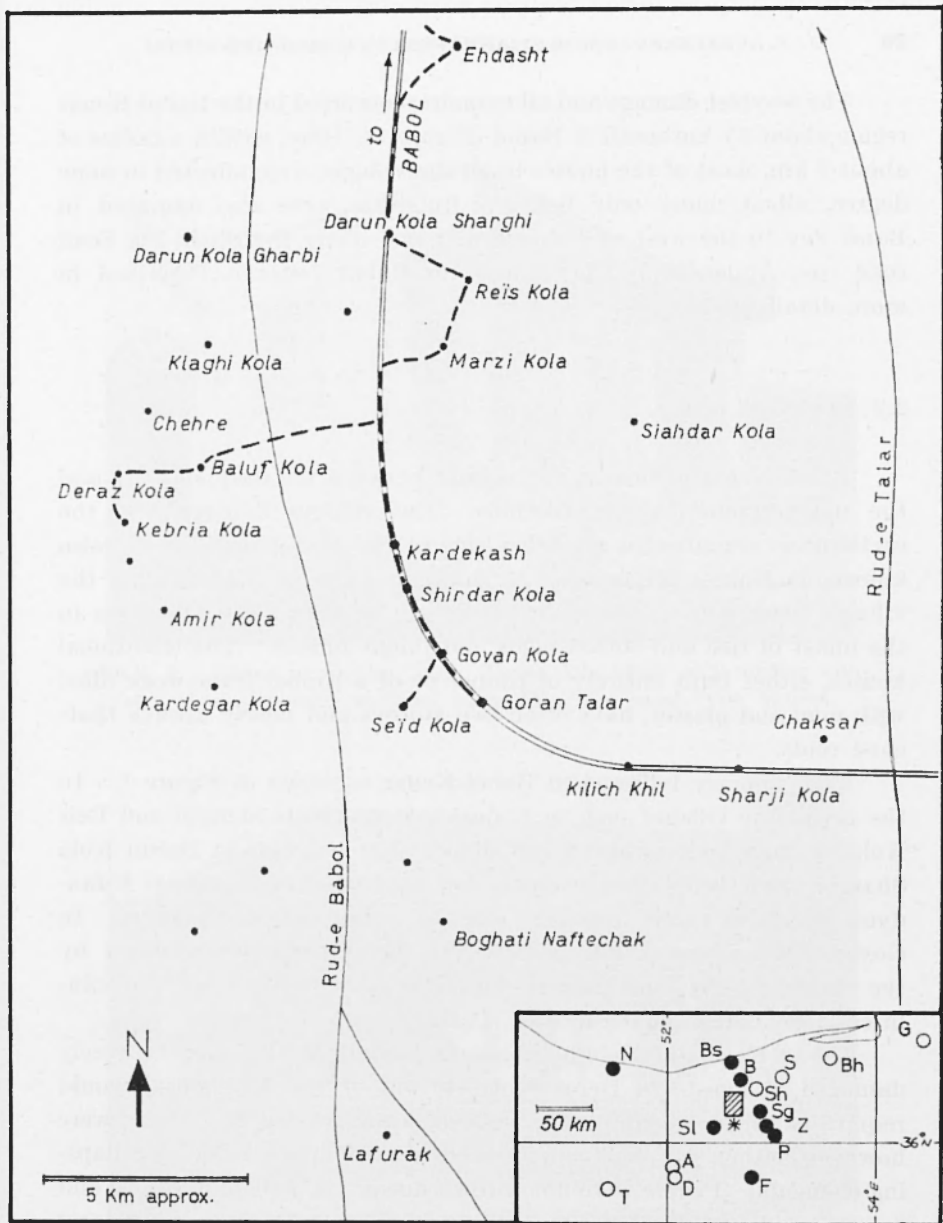 Ehdasht
to
BABOL
Darun Kola Shanghi
Darun Kola Gharbi
Reïs Kola
Klaghi Kola
Marzi Kola
Chehre
Siahdar Kola
Baluf Kola
Deraz Kola
Kebria Kola
Rud-e Talar
Kardekash
Shirdar Kola
Amir Kola
Govan Kola
Kardegar Kola
Seïd Kola
Goran Talar
Chaksar
Kilich Khil
Sharji Kola
Rud-e Babol
Boghati Naftechak
N
Lafurak
5 Km approx.
52°
G
N
Bs
B
S
Bh
Sh
Sg
50 km
Sl
*
Z
36°N
A
T
F
54°E